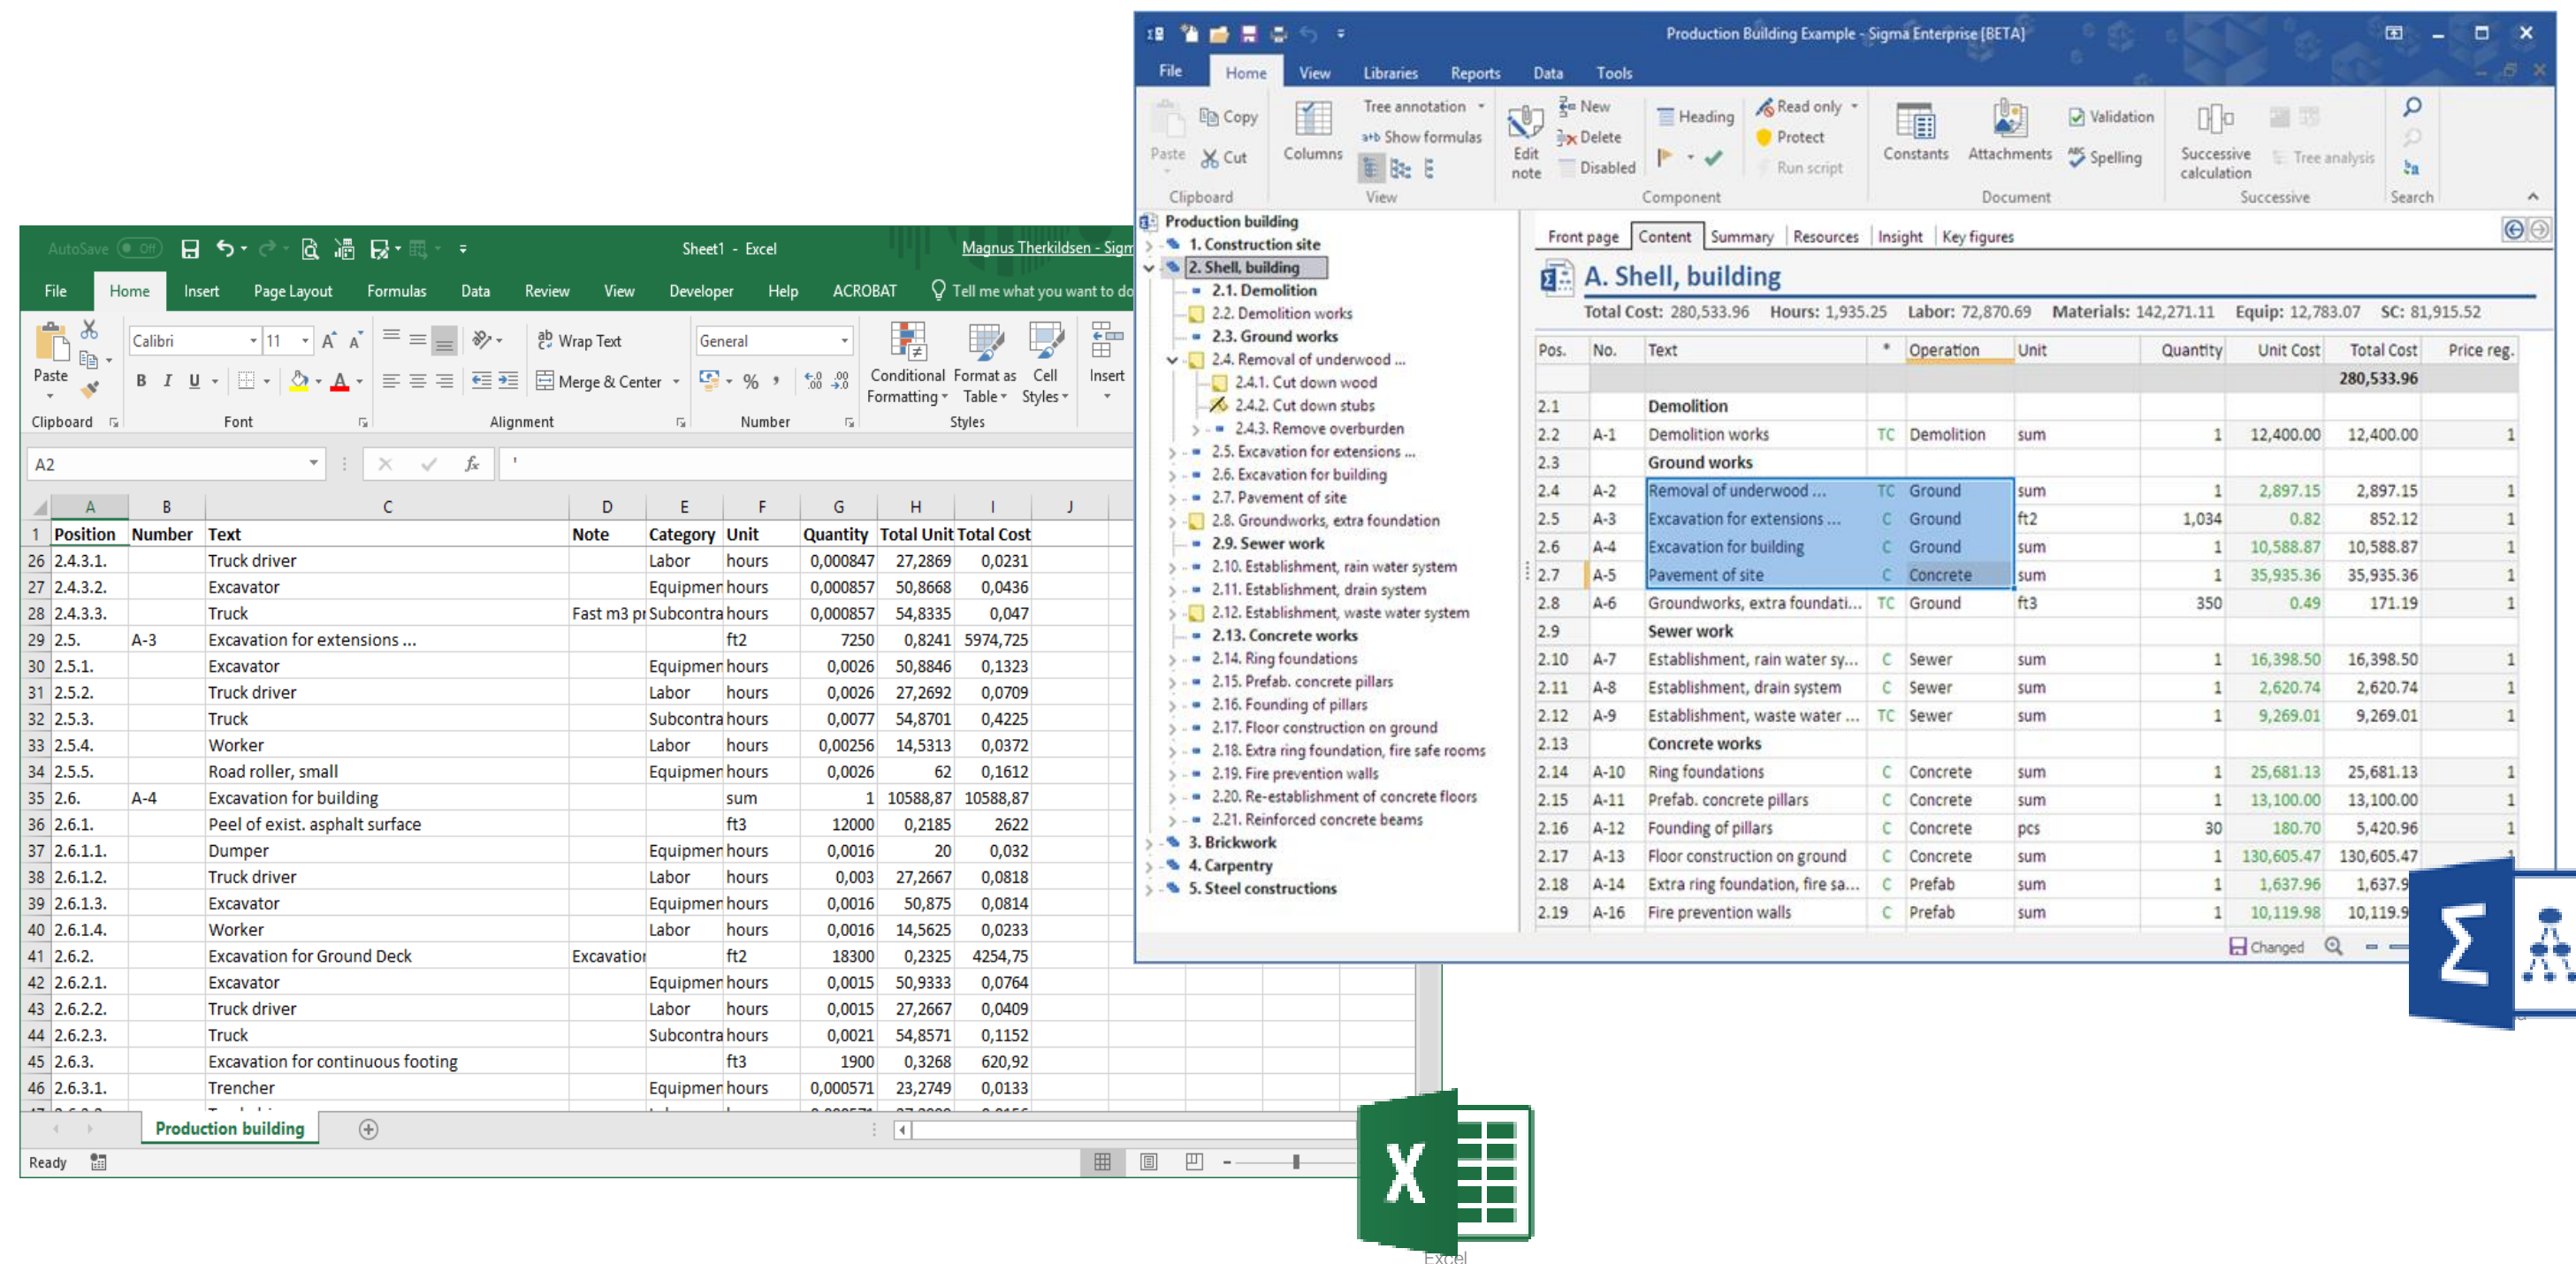 AutoSave Off Sheet1 - Excel Magnus Therkildsen - Sigm
File Home Insert Page Layout Formulas Data Review View Developer Help ACROBAT Tell me what you want to do
Paste Calibri 11 A A ab Wrap Text General
B I U A Merge & Center % , Conditional Formatting Format as Table Cell Styles Insert
Clipboard Font Alignment Number Styles
A2 fx '
A B C D E F G H I J
1 Position Number Text Note Category Unit Quantity Total Unit Total Cost
26 2.4.3.1. Truck driver Labor hours 0,000847 27,2869 0,0231
27 2.4.3.2. Excavator Equipmen hours 0,000857 50,8668 0,0436
28 2.4.3.3. Truck Fast m3 pr Subcontra hours 0,000857 54,8335 0,047
29 2.5. A-3 Excavation for extensions ... ft2 7250 0,8241 5974,725
30 2.5.1. Excavator Equipmen hours 0,0026 50,8846 0,1323
31 2.5.2. Truck driver Labor hours 0,0026 27,2692 0,0709
32 2.5.3. Truck Subcontra hours 0,0077 54,8701 0,4225
33 2.5.4. Worker Labor hours 0,00256 14,5313 0,0372
34 2.5.5. Road roller, small Equipmen hours 0,0026 62 0,1612
35 2.6. A-4 Excavation for building sum 1 10588,87 10588,87
36 2.6.1. Peel of exist. asphalt surface ft3 12000 0,2185 2622
37 2.6.1.1. Dumper Equipmen hours 0,0016 20 0,032
38 2.6.1.2. Truck driver Labor hours 0,003 27,2667 0,0818
39 2.6.1.3. Excavator Equipmen hours 0,0016 50,875 0,0814
40 2.6.1.4. Worker Labor hours 0,0016 14,5625 0,0233
41 2.6.2. Excavation for Ground Deck Excavation ft2 18300 0,2325 4254,75
42 2.6.2.1. Excavator Equipmen hours 0,0015 50,9333 0,0764
43 2.6.2.2. Truck driver Labor hours 0,0015 27,2667 0,0409
44 2.6.2.3. Truck Subcontra hours 0,0021 54,8571 0,1152
45 2.6.3. Excavation for continuous footing ft3 1900 0,3268 620,92
46 2.6.3.1. Trencher Equipmen hours 0,000571 23,2749 0,0133
Production building
Ready
X
Excel
Production Building Example - Sigma Enterprise [BETA]
File Home View Libraries Reports Data Tools
Paste Copy Cut Columns Tree annotation Show formulas Edit note New Delete Disabled Heading Read only Protect Run script Constants Attachments Validation Spelling Successive calculation Tree analysis
Clipboard View Component Document Successive Search
Production building
1. Construction site
2. Shell, building
2.1. Demolition
2.2. Demolition works
2.3. Ground works
2.4. Removal of underwood ...
2.4.1. Cut down wood
2.4.2. Cut down stubs
2.4.3. Remove overburden
2.5. Excavation for extensions ...
2.6. Excavation for building
2.7. Pavement of site
2.8. Groundworks, extra foundation
2.9. Sewer work
2.10. Establishment, rain water system
2.11. Establishment, drain system
2.12. Establishment, waste water system
2.13. Concrete works
2.14. Ring foundations
2.15. Prefab. concrete pillars
2.16. Founding of pillars
2.17. Floor construction on ground
2.18. Extra ring foundation, fire safe rooms
2.19. Fire prevention walls
2.20. Re-establishment of concrete floors
2.21. Reinforced concrete beams
3. Brickwork
4. Carpentry
5. Steel constructions
Front page Content Summary Resources Insight Key figures
A. Shell, building
Total Cost: 280,533.96 Hours: 1,935.25 Labor: 72,870.69 Materials: 142,271.11 Equip: 12,783.07 SC: 81,915.52
Pos. No. Text * Operation Unit Quantity Unit Cost Total Cost Price reg.
280,533.96
2.1 Demolition
2.2 A-1 Demolition works TC Demolition sum 1 12,400.00 12,400.00 1
2.3 Ground works
2.4 A-2 Removal of underwood ... TC Ground sum 1 2,897.15 2,897.15 1
2.5 A-3 Excavation for extensions ... C Ground ft2 1,034 0.82 852.12 1
2.6 A-4 Excavation for building C Ground sum 1 10,588.87 10,588.87 1
2.7 A-5 Pavement of site C Concrete sum 1 35,935.36 35,935.36 1
2.8 A-6 Groundworks, extra foundati... TC Ground ft3 350 0.49 171.19 1
2.9 Sewer work
2.10 A-7 Establishment, rain water sy... C Sewer sum 1 16,398.50 16,398.50 1
2.11 A-8 Establishment, drain system C Sewer sum 1 2,620.74 2,620.74 1
2.12 A-9 Establishment, waste water ... TC Sewer sum 1 9,269.01 9,269.01 1
2.13 Concrete works
2.14 A-10 Ring foundations C Concrete sum 1 25,681.13 25,681.13 1
2.15 A-11 Prefab. concrete pillars C Concrete sum 1 13,100.00 13,100.00 1
2.16 A-12 Founding of pillars C Concrete pcs 30 180.70 5,420.96 1
2.17 A-13 Floor construction on ground C Concrete sum 1 130,605.47 130,605.47 1
2.18 A-14 Extra ring foundation, fire sa... C Prefab sum 1 1,637.96 1,637.9
2.19 A-16 Fire prevention walls C Prefab sum 1 10,119.98 10,119.9
Changed
Σ